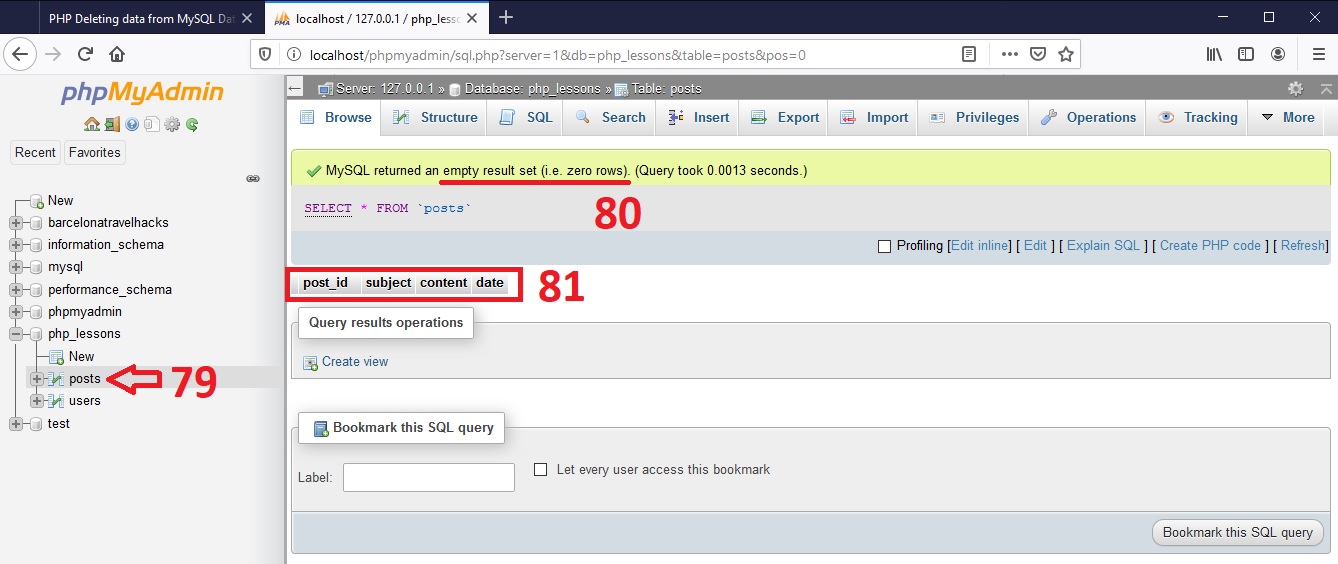 PHP Deleting data from MySQL Dat
localhost / 127.0.0.1 / php_less
localhost/phpmyadmin/sql.php?server=1&db=php_lessons&table=posts&pos=0
phpMyAdmin
Recent
Favorites
New
barcelonatravelhacks
information_schema
mysql
performance_schema
phpmyadmin
php_lessons
New
posts
79
users
test
Server: 127.0.0.1 » Database: php_lessons » Table: posts
Browse
Structure
SQL
Search
Insert
Export
Import
Privileges
Operations
Tracking
More
MySQL returned an empty result set (i.e. zero rows). (Query took 0.0013 seconds.)
80
SELECT * FROM `posts`
Profiling [Edit inline] [ Edit ] [ Explain SQL ] [ Create PHP code ] [ Refresh]
post_id subject content date
81
Query results operations
Create view
Bookmark this SQL query
Label:
Let every user access this bookmark
Bookmark this SQL query